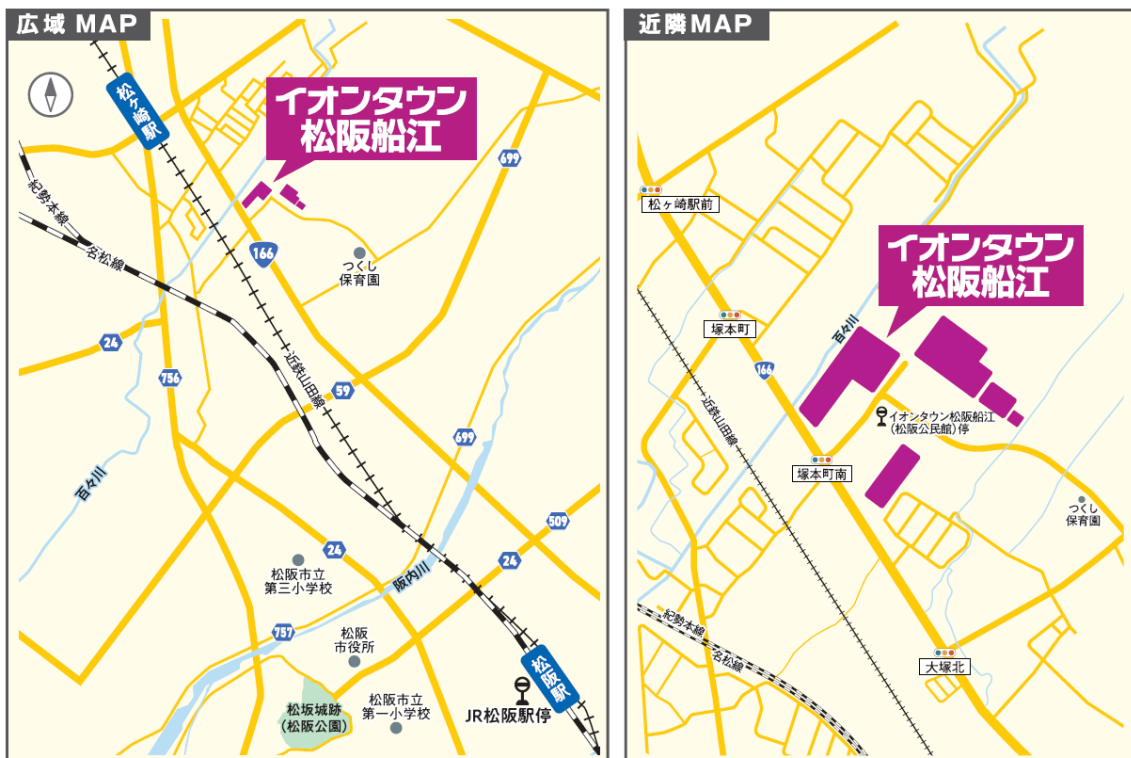 広域 MAP
松ヶ崎駅
イオンタウン
松阪船江
699
紀勢本線
名松線
166
つくし
保育園
24
756
近鉄山田線
59
699
百々川
509
24
24
松阪市立
第三小学校
阪内川
757
松阪
市役所
松阪駅
松坂城跡
(松阪公園)
松阪市立
第一小学校
JR松阪駅停
近隣MAP
松ヶ崎駅前
イオンタウン
松阪船江
塚本町
百々川
166
近鉄山田線
イオンタウン松阪船江
(松阪公民館)停
塚本町南
つくし
保育園
紀勢本線
名松線
大塚北